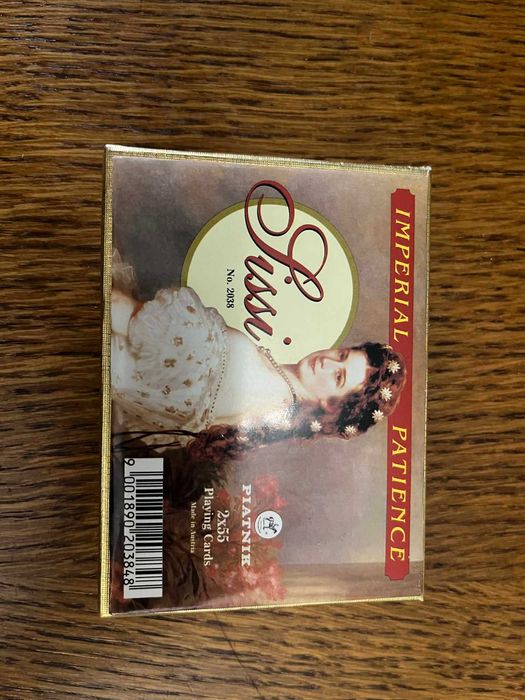 IMPERIAL PATIENCE
Sissi
No. 2038
PIATNIK
2x55
Playing Cards
Made in Austria
9 001890 203848